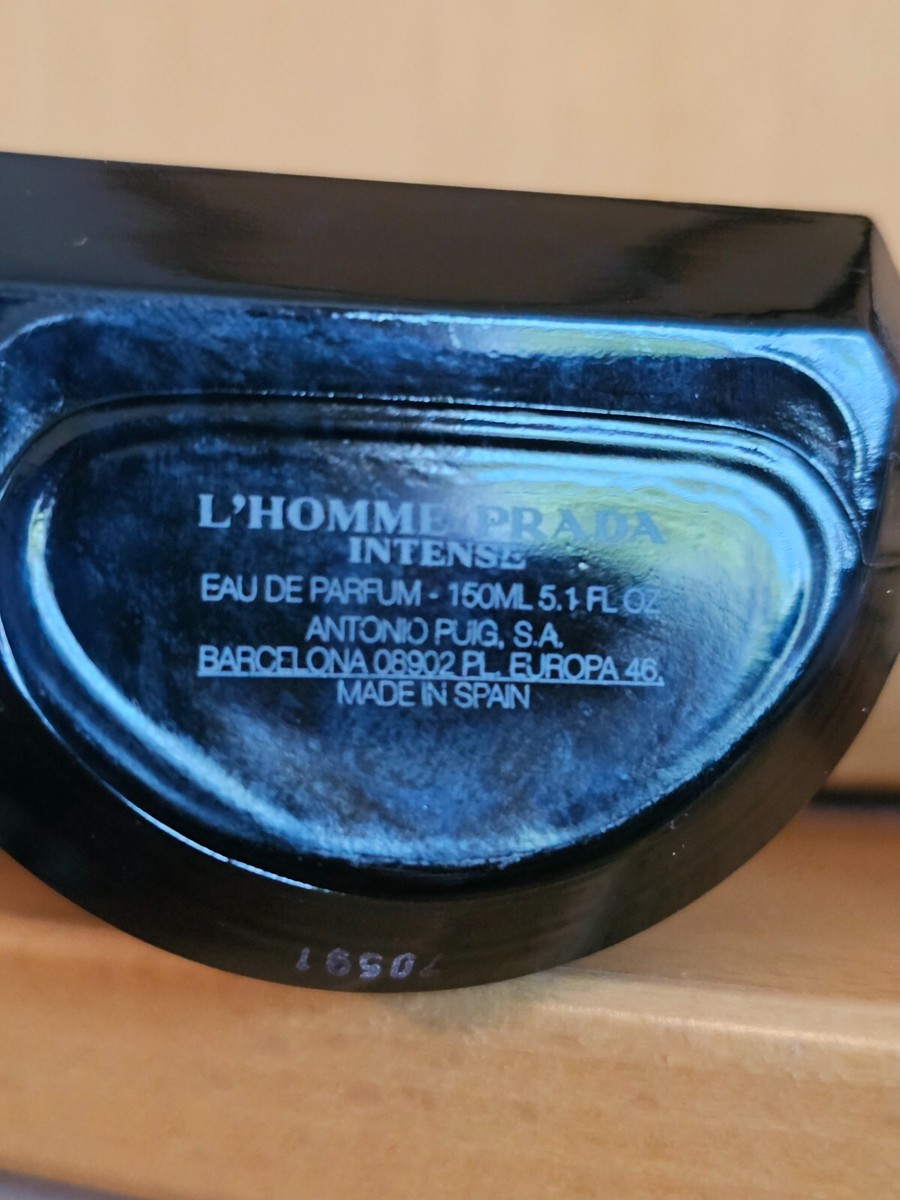 L'HOMME PRADA
INTENSE
EAU DE PARFUM - 150ML 5.1 FL OZ
ANTONIO PUIG, S.A.
BARCELONA 08902 PL. EUROPA 46.
MADE IN SPAIN
70591